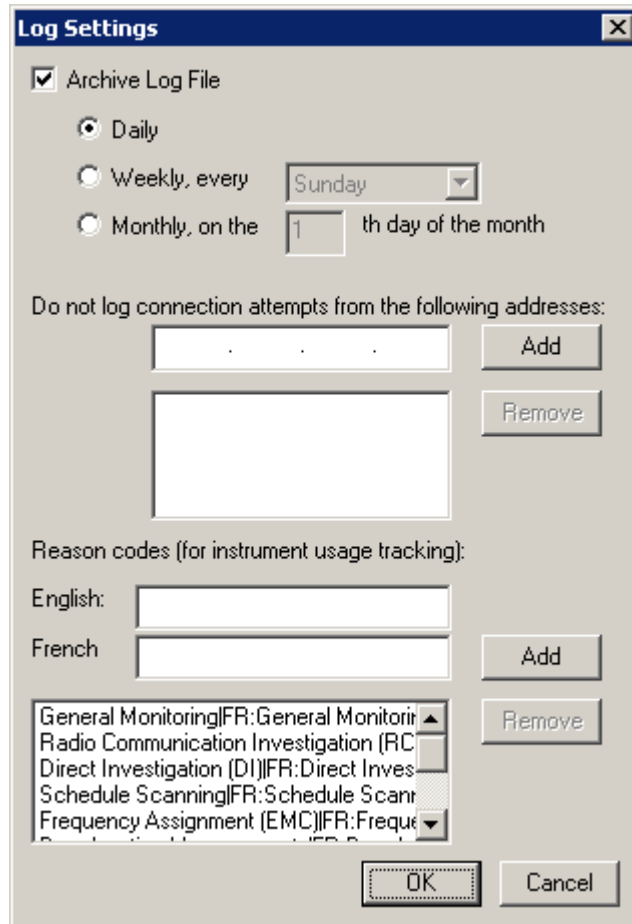 Log Settings
Archive Log File
Daily
Weekly, every Sunday
Monthly, on the 1 th day of the month
Do not log connection attempts from the following addresses:
. . . Add
Remove
Reason codes (for instrument usage tracking):
English:
French Add
General Monitoring|FR:General Monitorin Remove
Radio Communication Investigation (RC
Direct Investigation (DI)|FR:Direct Inves
Schedule Scanning|FR:Schedule Scann
Frequency Assignment (EMC)|FR:Freque
OK Cancel